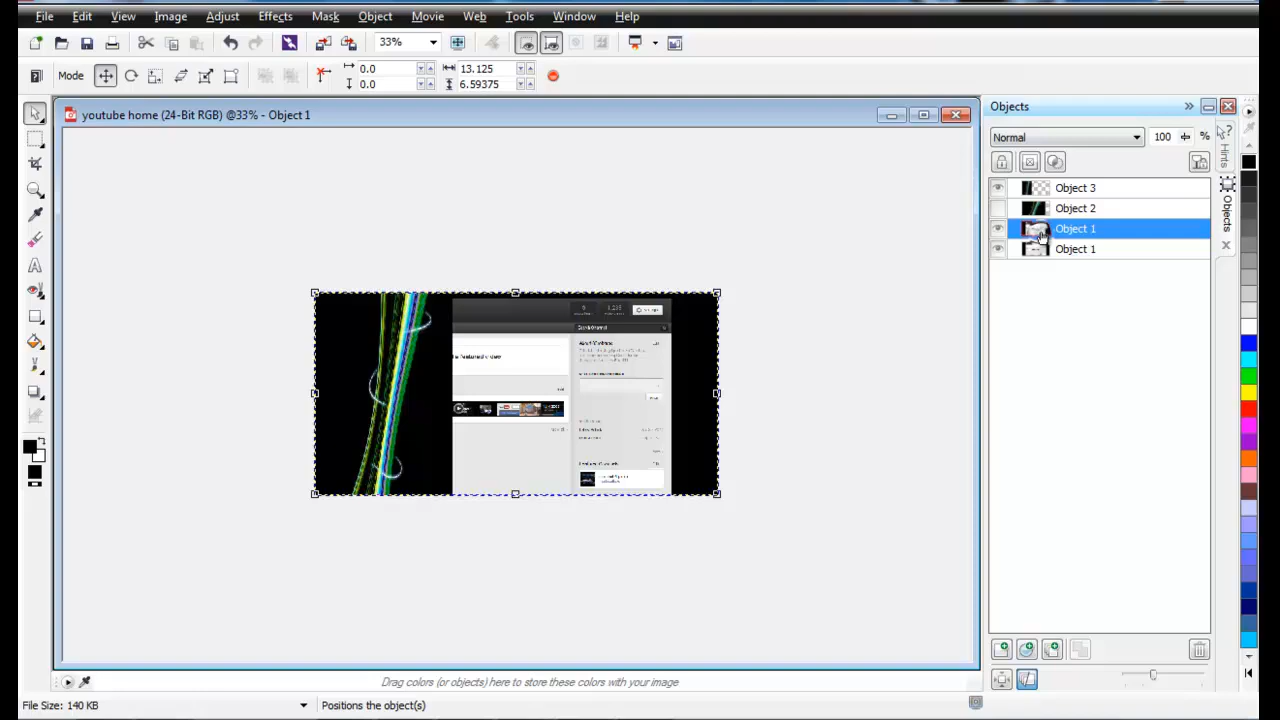 File Edit View Image Adjust Effects Mask Object Movie Web Tools Window Help
33%
Mode 0.0 13.125
0.0 6.59375
youtube home (24-Bit RGB) @33% - Object 1
Objects
Normal 100 %
Hints
Objects
Object 3
Object 2
Object 1
Object 1
Drag colors (or objects) here to store these colors with your image
File Size: 140 KB Positions the object(s)